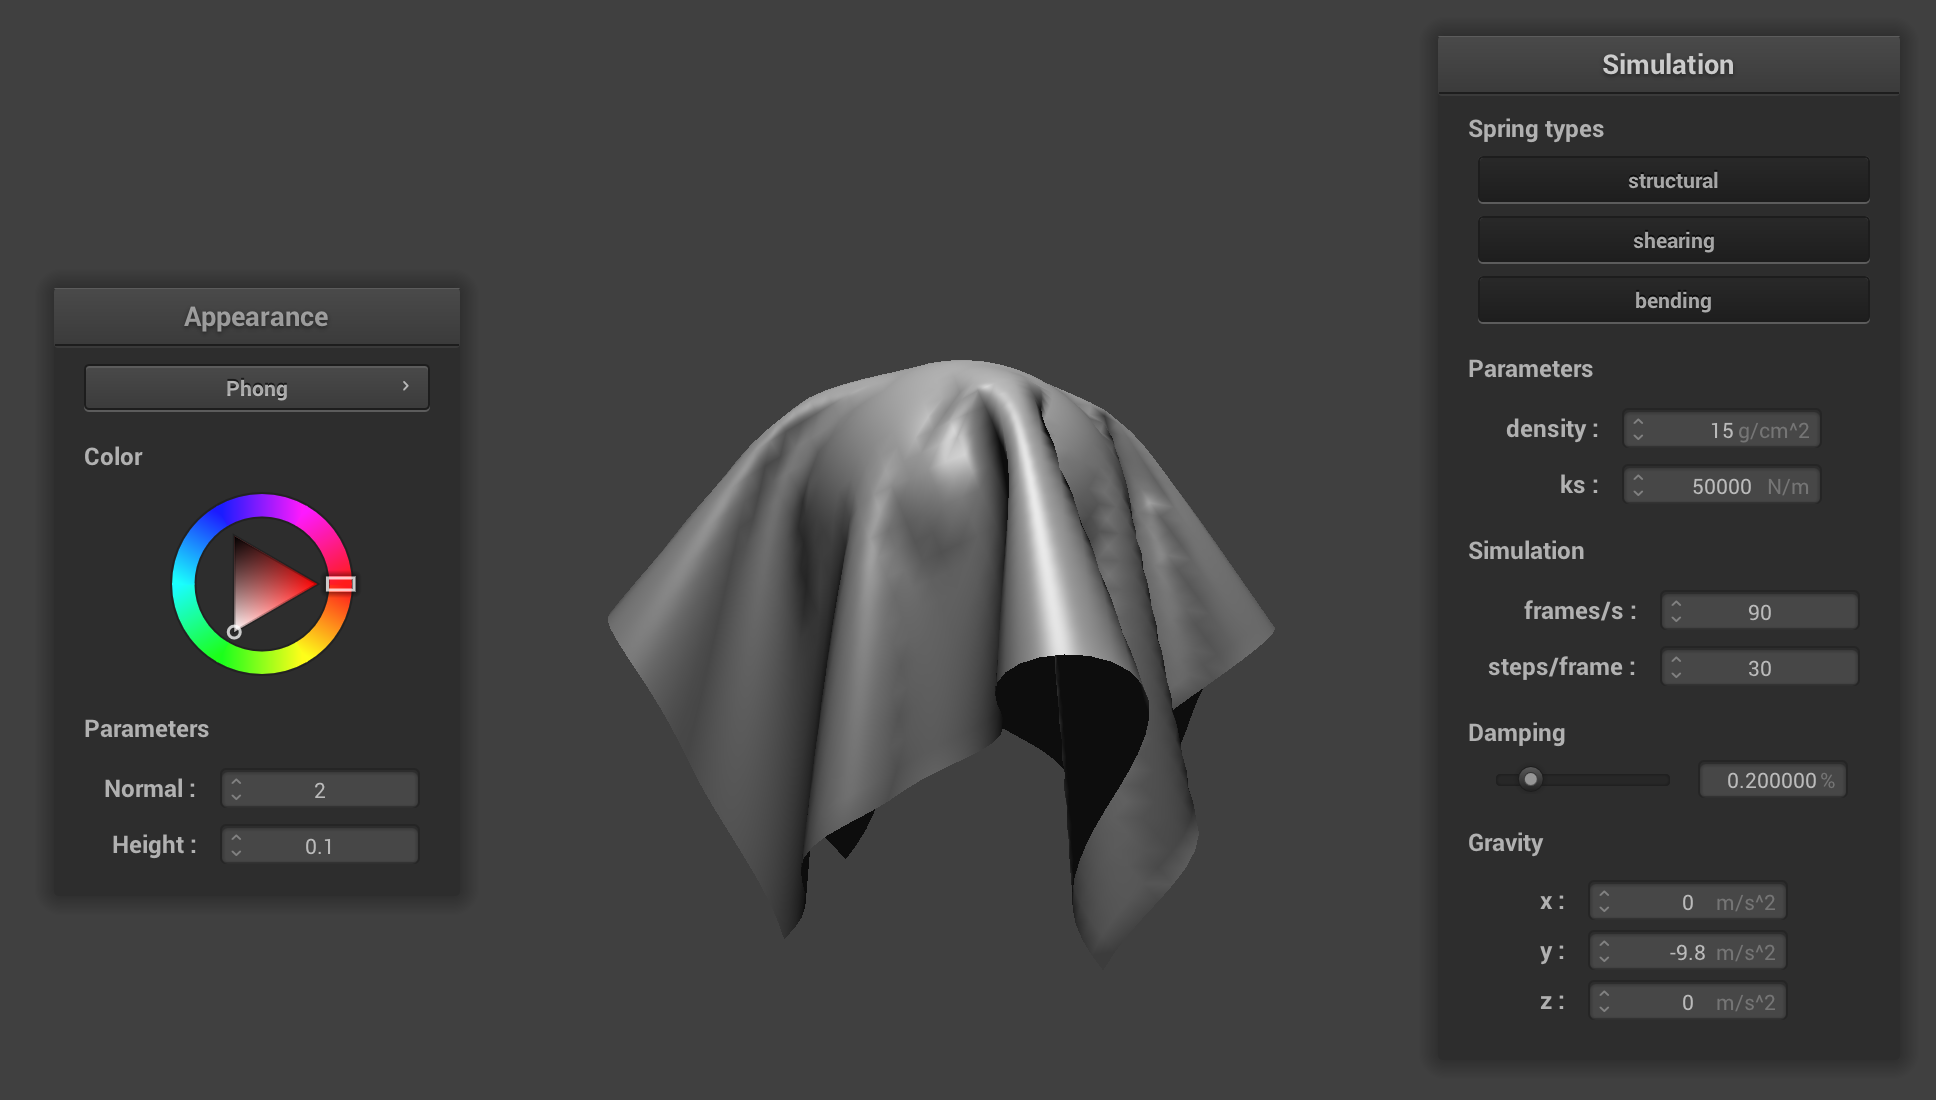 Appearance
Phong
Color
Parameters
Normal : 2
Height : 0.1
Simulation
Spring types
structural
shearing
bending
Parameters
density : 15 g/cm^2
ks : 50000 N/m
Simulation
frames/s : 90
steps/frame : 30
Damping
0.200000 %
Gravity
x : 0 m/s^2
y : -9.8 m/s^2
z : 0 m/s^2